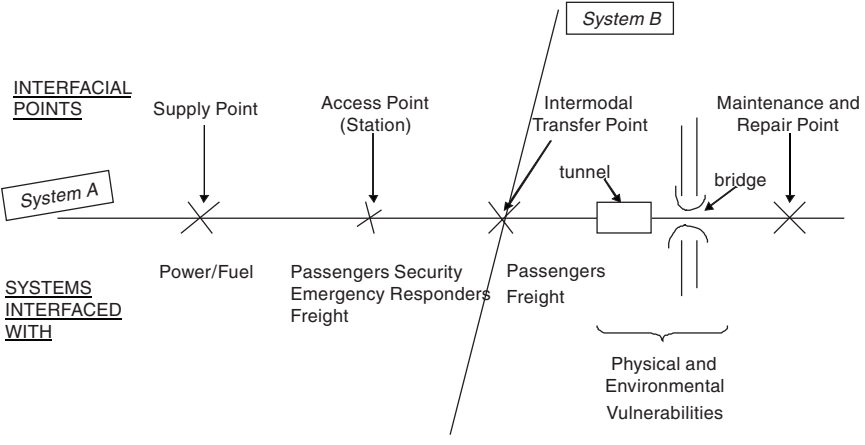 System B
INTERFACIAL
POINTS
Supply Point
Access Point
(Station)
Intermodal
Transfer Point
Maintenance and
Repair Point
tunnel
bridge
System A
SYSTEMS
INTERFACED
WITH
Power/Fuel
Passengers Security
Emergency Responders
Freight
Passengers
Freight
Physical and
Environmental
Vulnerabilities